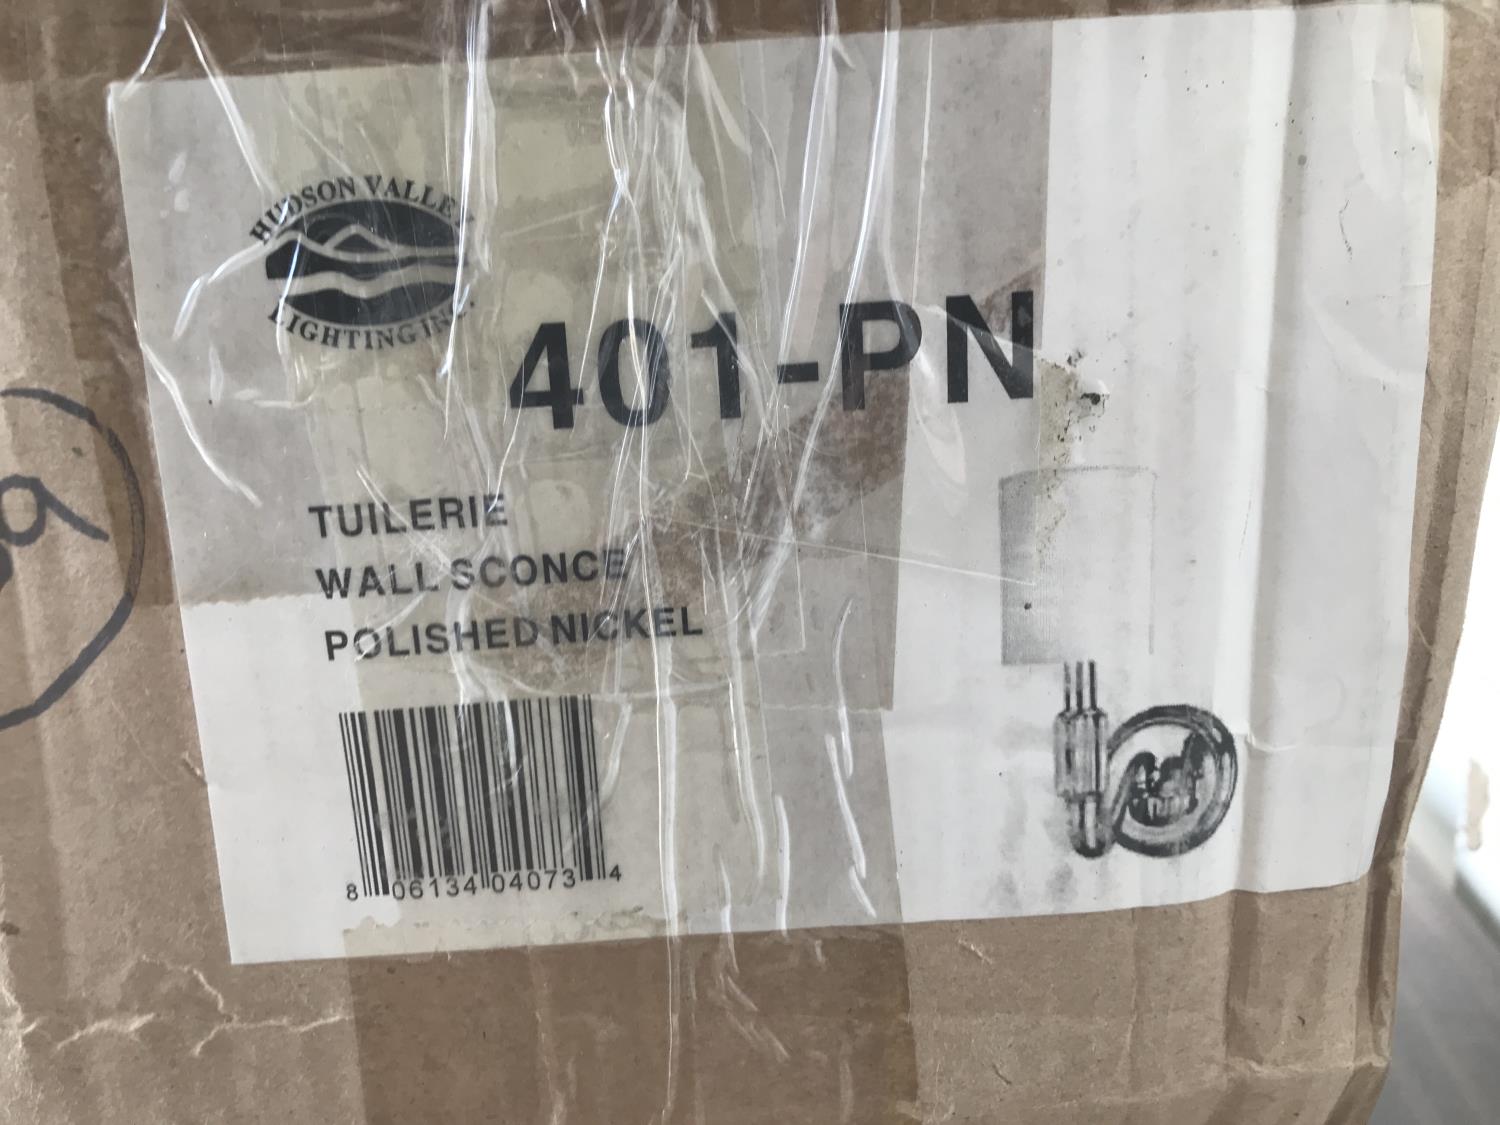 HUDSON VALLEY
LIGHTING INC.
401-PN
TUILERIE
WALL SCONCE
POLISHED NICKEL
8 06134 04073 4